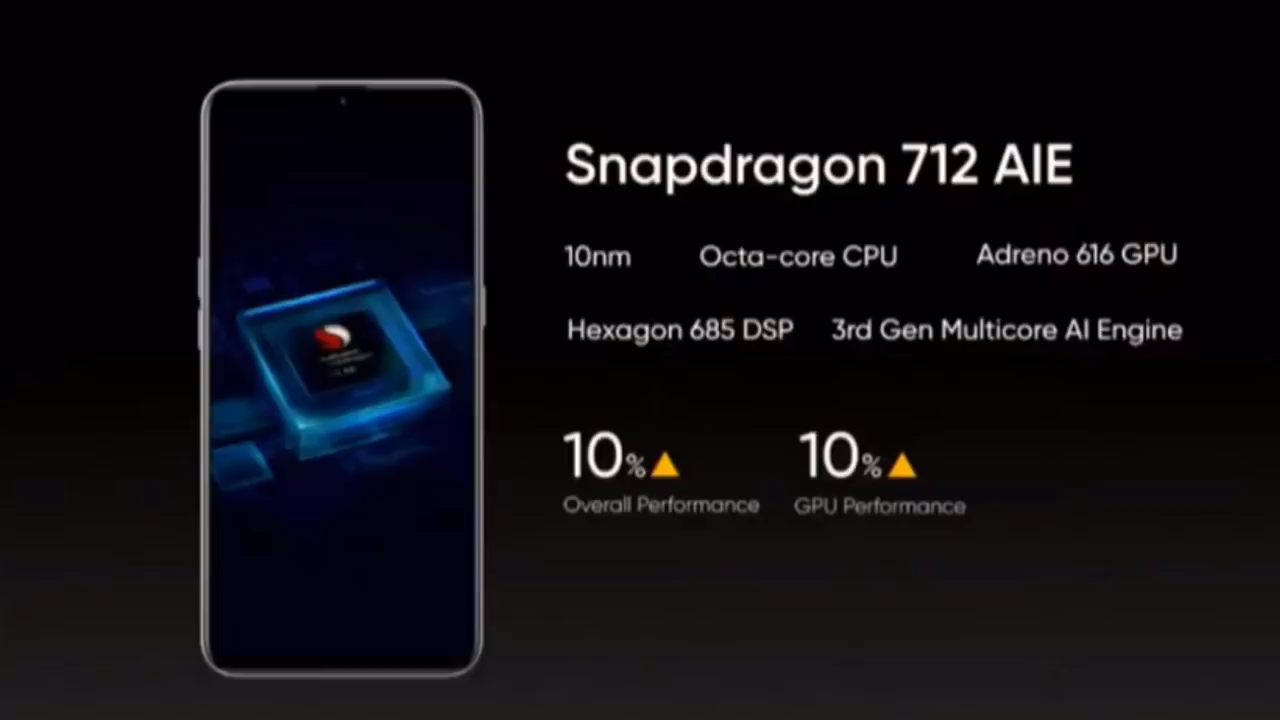 Snapdragon 712 AIE
10nm Octa-core CPU Adreno 616 GPU
Hexagon 685 DSP 3rd Gen Multicore AI Engine
10%▲ 10%▲
Overall Performance GPU Performance